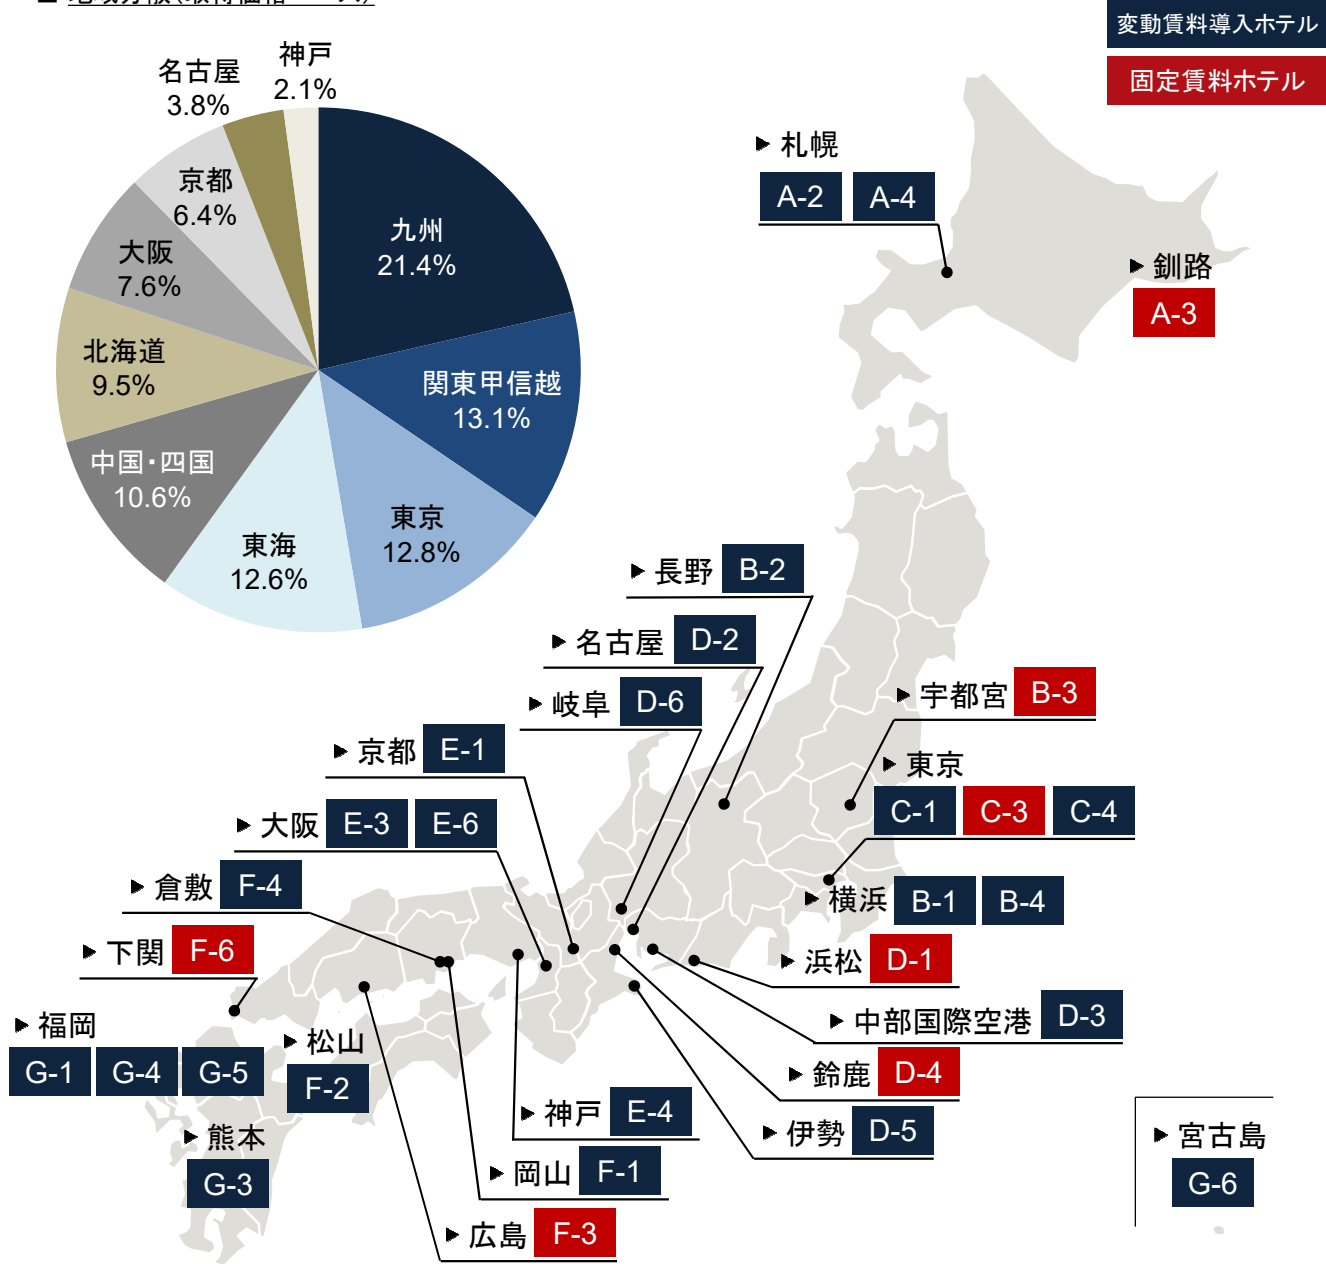 変動賃料導入ホテル
固定賃料ホテル
神戸
2.1%
名古屋
3.8%
京都
6.4%
大阪
7.6%
北海道
9.5%
中国・四国
10.6%
東海
12.6%
東京
12.8%
関東甲信越
13.1%
九州
21.4%
札幌
A-2 A-4
釧路
A-3
長野 B-2
名古屋 D-2
岐阜 D-6
宇都宮 B-3
京都 E-1
東京
C-1 C-3 C-4
大阪 E-3 E-6
倉敷 F-4
横浜 B-1 B-4
下関 F-6
浜松 D-1
福岡
G-1 G-4 G-5
中部国際空港 D-3
松山
F-2
鈴鹿 D-4
神戸 E-4
伊勢 D-5
熊本
G-3
岡山 F-1
宮古島
G-6
広島 F-3